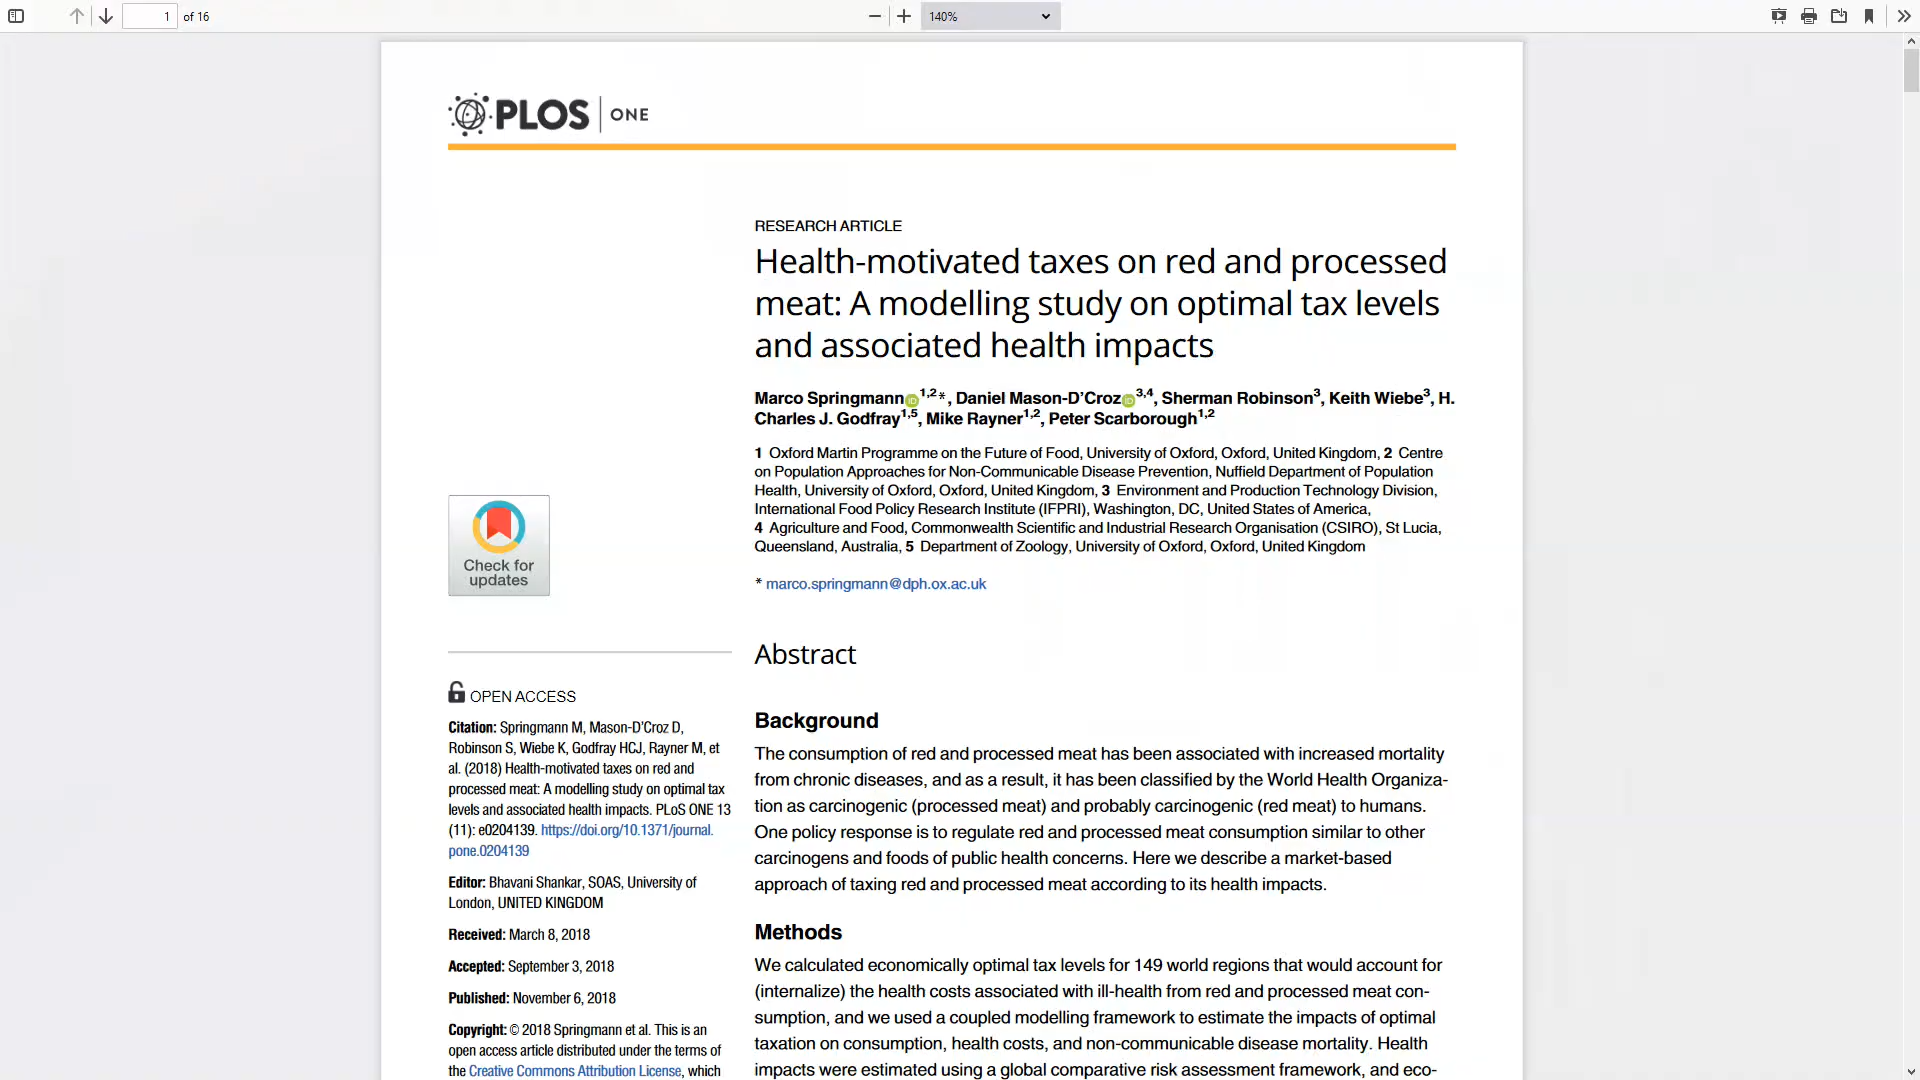 1 of 16
140%
PLOS ONE
RESEARCH ARTICLE
Health-motivated taxes on red and processed
meat: A modelling study on optimal tax levels
and associated health impacts
Marco Springmann1,2*, Daniel Mason-D’Croz3,4, Sherman Robinson3, Keith Wiebe3, H.
Charles J. Godfray1,5, Mike Rayner1,2, Peter Scarborough1,2
1 Oxford Martin Programme on the Future of Food, University of Oxford, Oxford, United Kingdom, 2 Centre
on Population Approaches for Non-Communicable Disease Prevention, Nuffield Department of Population
Health, University of Oxford, Oxford, United Kingdom, 3 Environment and Production Technology Division,
International Food Policy Research Institute (IFPRI), Washington, DC, United States of America,
4 Agriculture and Food, Commonwealth Scientific and Industrial Research Organisation (CSIRO), St Lucia,
Queensland, Australia, 5 Department of Zoology, University of Oxford, Oxford, United Kingdom
* marco.springmann@dph.ox.ac.uk
Check for
updates
OPEN ACCESS
Citation: Springmann M, Mason-D’Croz D,
Robinson S, Wiebe K, Godfray HCJ, Rayner M, et
al. (2018) Health-motivated taxes on red and
processed meat: A modelling study on optimal tax
levels and associated health impacts. PLoS ONE 13
(11): e0204139. https://doi.org/10.1371/journal.
pone.0204139
Editor: Bhavani Shankar, SOAS, University of
London, UNITED KINGDOM
Received: March 8, 2018
Accepted: September 3, 2018
Published: November 6, 2018
Copyright: © 2018 Springmann et al. This is an
open access article distributed under the terms of
the Creative Commons Attribution License, which
Abstract
Background
The consumption of red and processed meat has been associated with increased mortality
from chronic diseases, and as a result, it has been classified by the World Health Organiza-
tion as carcinogenic (processed meat) and probably carcinogenic (red meat) to humans.
One policy response is to regulate red and processed meat consumption similar to other
carcinogens and foods of public health concerns. Here we describe a market-based
approach of taxing red and processed meat according to its health impacts.
Methods
We calculated economically optimal tax levels for 149 world regions that would account for
(internalize) the health costs associated with ill-health from red and processed meat con-
sumption, and we used a coupled modelling framework to estimate the impacts of optimal
taxation on consumption, health costs, and non-communicable disease mortality. Health
impacts were estimated using a global comparative risk assessment framework, and eco-